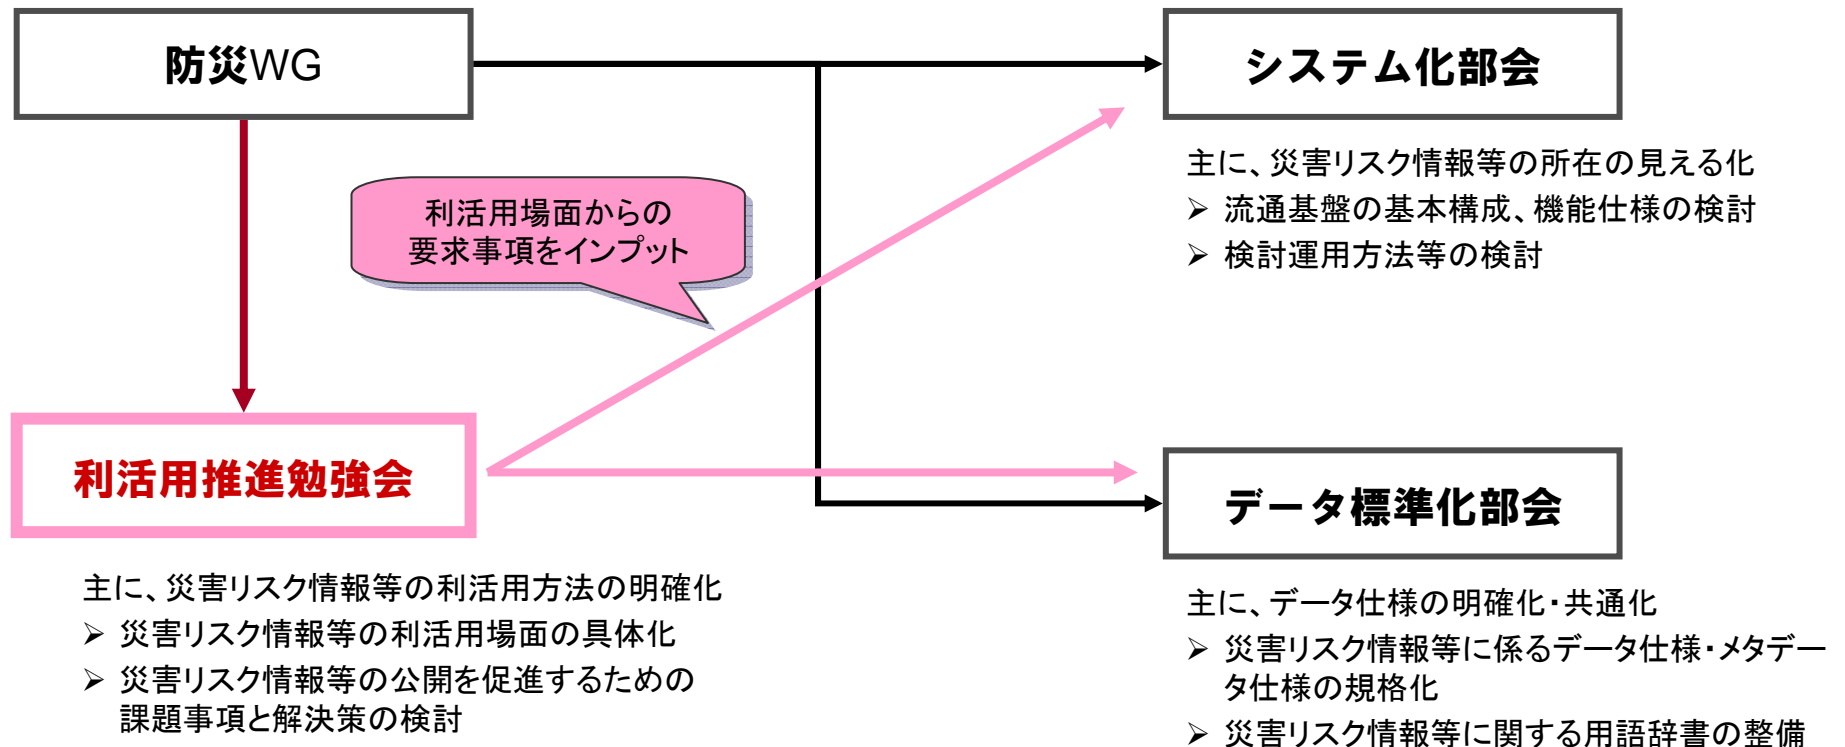 防災WG
システム化部会
主に、災害リスク情報等の所在の見える化
➢ 流通基盤の基本構成、機能仕様の検討
➢ 検討運用方法等の検討
利活用場面からの
要求事項をインプット
利活用推進勉強会
主に、災害リスク情報等の利活用方法の明確化
➢ 災害リスク情報等の利活用場面の具体化
➢ 災害リスク情報等の公開を促進するための
課題事項と解決策の検討
データ標準化部会
主に、データ仕様の明確化・共通化
➢ 災害リスク情報等に係るデータ仕様・メタデー
タ仕様の規格化
➢ 災害リスク情報等に関する用語辞書の整備